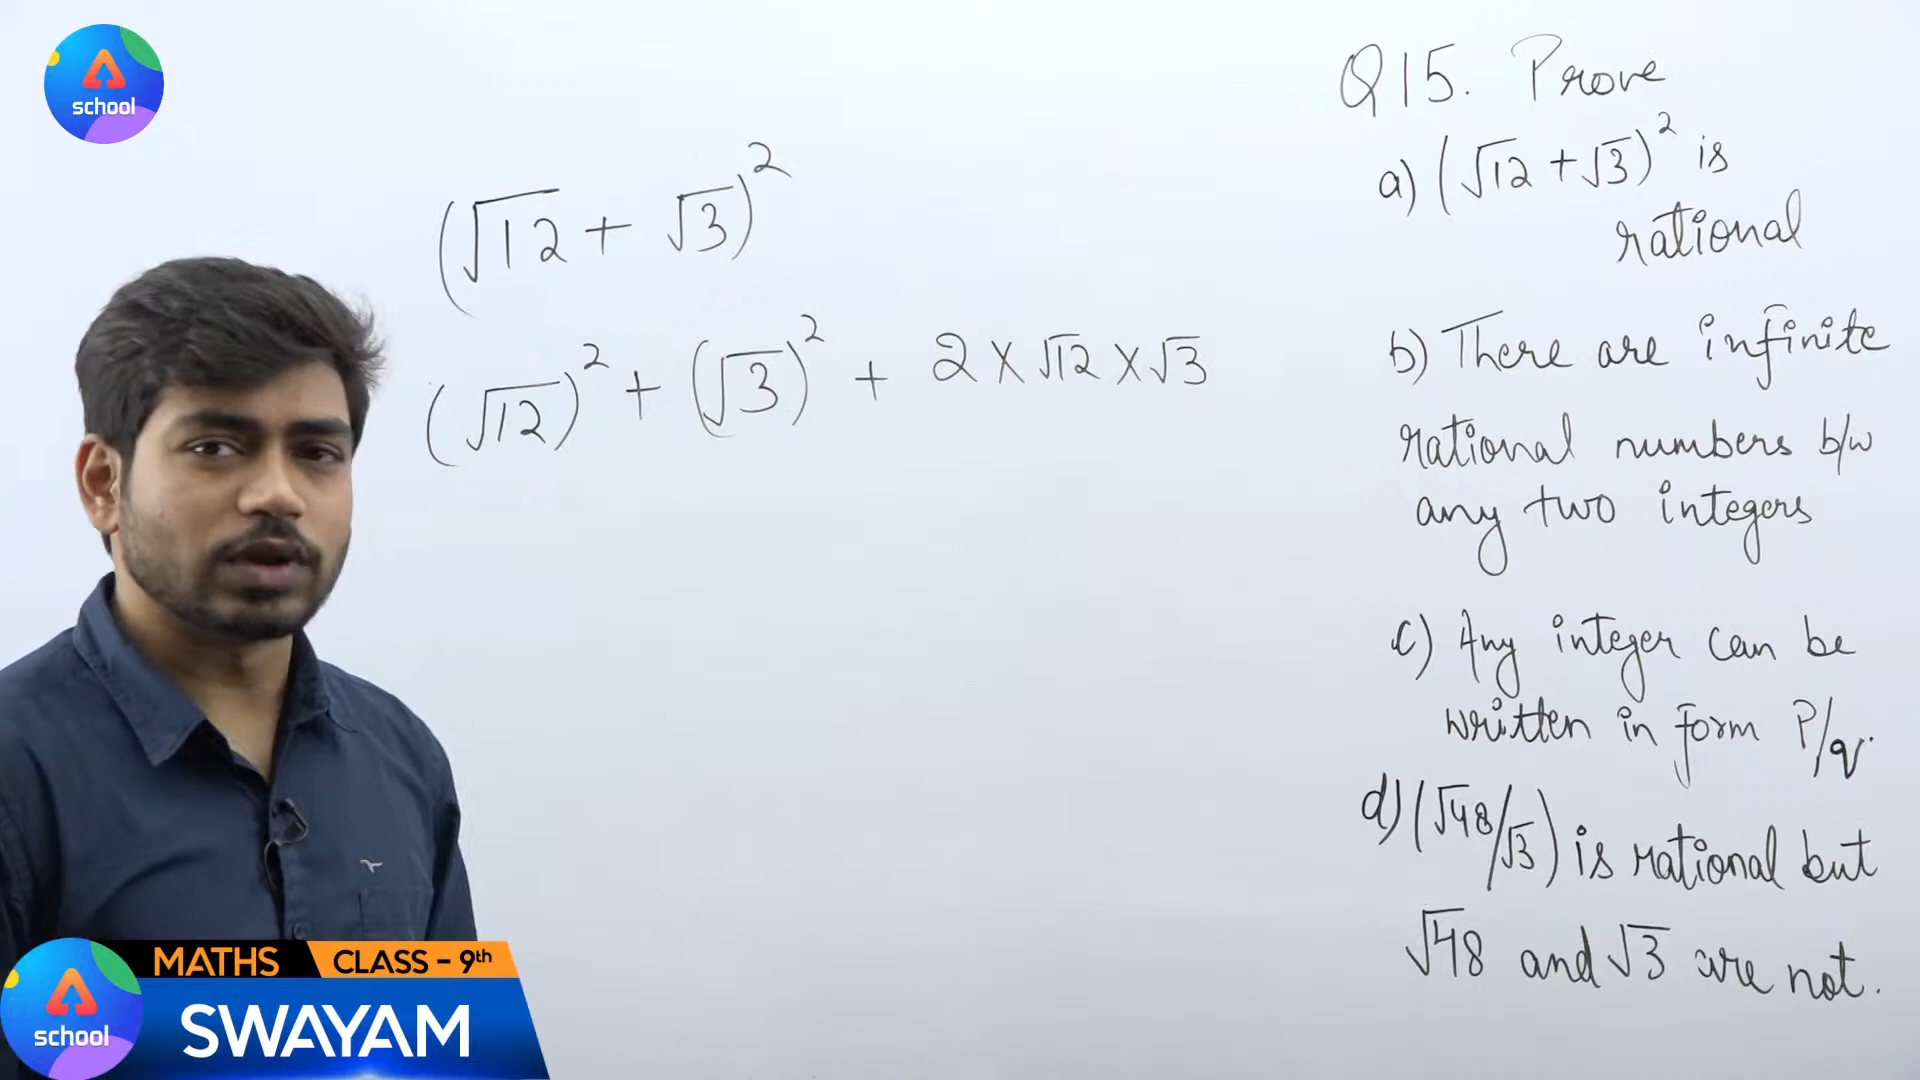 school
(√12 + √3)²
(√12)² + (√3)² + 2 × √12 × √3
Q15. Prove
a) (√12 + √3)² is
rational
b) There are infinite
rational numbers b/w
any two integers
c) Any integer can be
written in form P/q.
d) (√48/√3) is rational but
√48 and √3 are not.
MATHS CLASS - 9th
school
SWAYAM